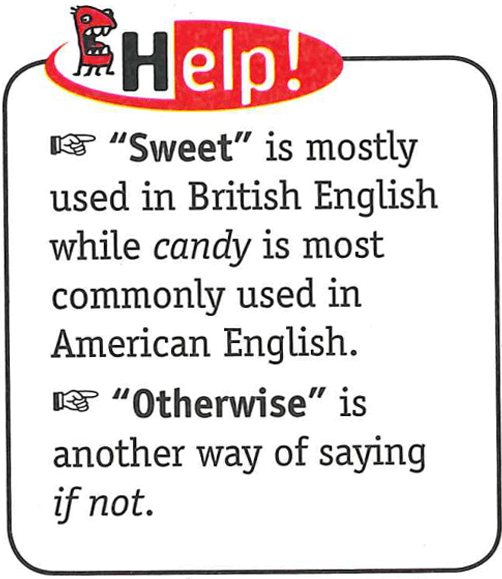 Help!
☞ “Sweet” is mostly
used in British English
while candy is most
commonly used in
American English.
☞ “Otherwise” is
another way of saying
if not.